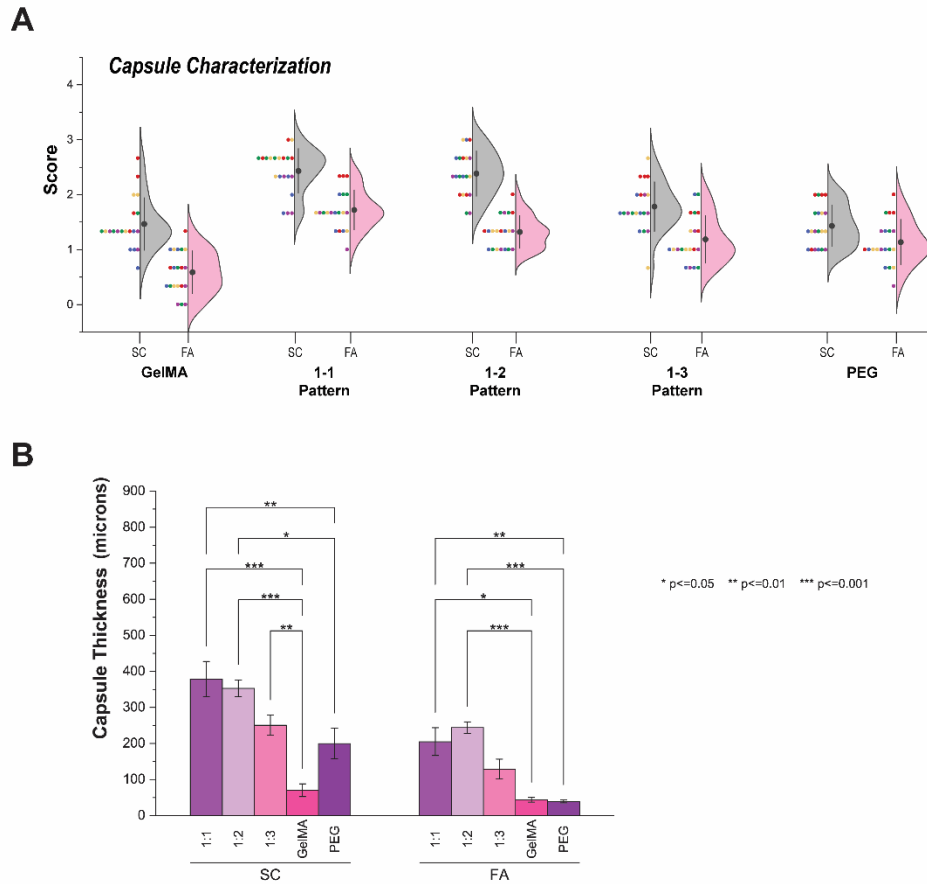 A
Capsule Characterization
Score
4
3
2
1
0
SC FA SC FA SC FA SC FA SC FA
GelMA 1-1 Pattern 1-2 Pattern 1-3 Pattern PEG
B
Capsule Thickness (microns)
900
800
700
600
500
400
300
200
100
0
** * *** *** **
** *** * ***
* p<=0.05 ** p<=0.01 *** p<=0.001
1:1 1:2 1:3 GelMA PEG 1:1 1:2 1:3 GelMA PEG
SC FA